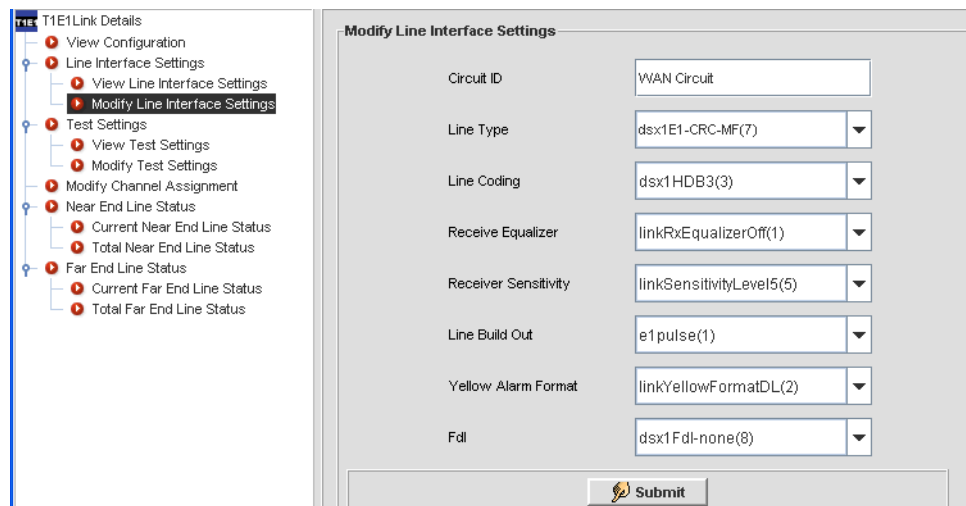 T1E1 T1E1Link Details
View Configuration
Line Interface Settings
View Line Interface Settings
Modify Line Interface Settings
Test Settings
View Test Settings
Modify Test Settings
Modify Channel Assignment
Near End Line Status
Current Near End Line Status
Total Near End Line Status
Far End Line Status
Current Far End Line Status
Total Far End Line Status
Modify Line Interface Settings
Circuit ID WAN Circuit
Line Type dsx1E1-CRC-MF(7)
Line Coding dsx1HDB3(3)
Receive Equalizer linkRxEqualizerOff(1)
Receiver Sensitivity linkSensitivityLevel5(5)
Line Build Out e1pulse(1)
Yellow Alarm Format linkYellowFormatDL(2)
Fdl dsx1Fdl-none(8)
Submit